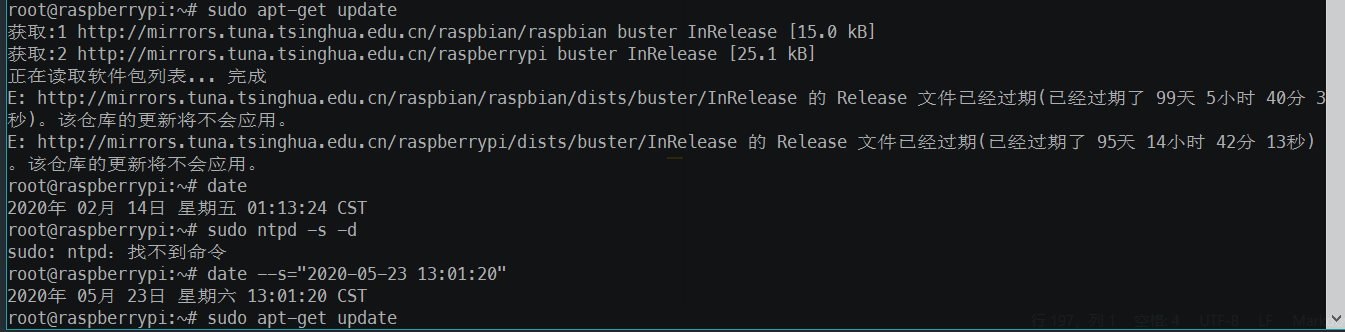 root@raspberrypi:~# sudo apt-get update
获取:1 http://mirrors.tuna.tsinghua.edu.cn/raspbian/raspbian buster InRelease [15.0 kB]
获取:2 http://mirrors.tuna.tsinghua.edu.cn/raspberrypi buster InRelease [25.1 kB]
正在读取软件包列表... 完成
E: http://mirrors.tuna.tsinghua.edu.cn/raspbian/raspbian/dists/buster/InRelease 的 Release 文件已经过期(已经过期了 99天 5小时 40分 3
秒)。该仓库的更新将不会应用。
E: http://mirrors.tuna.tsinghua.edu.cn/raspberrypi/dists/buster/InRelease 的 Release 文件已经过期(已经过期了 95天 14小时 42分 13秒)
。该仓库的更新将不会应用。
root@raspberrypi:~# date
2020年 02月 14日 星期五 01:13:24 CST
root@raspberrypi:~# sudo ntpd -s -d
sudo: ntpd：找不到命令
root@raspberrypi:~# date --s="2020-05-23 13:01:20"
2020年 05月 23日 星期六 13:01:20 CST
root@raspberrypi:~# sudo apt-get update
行 197，列 1 空格: 4 UTF-8 LF Mark